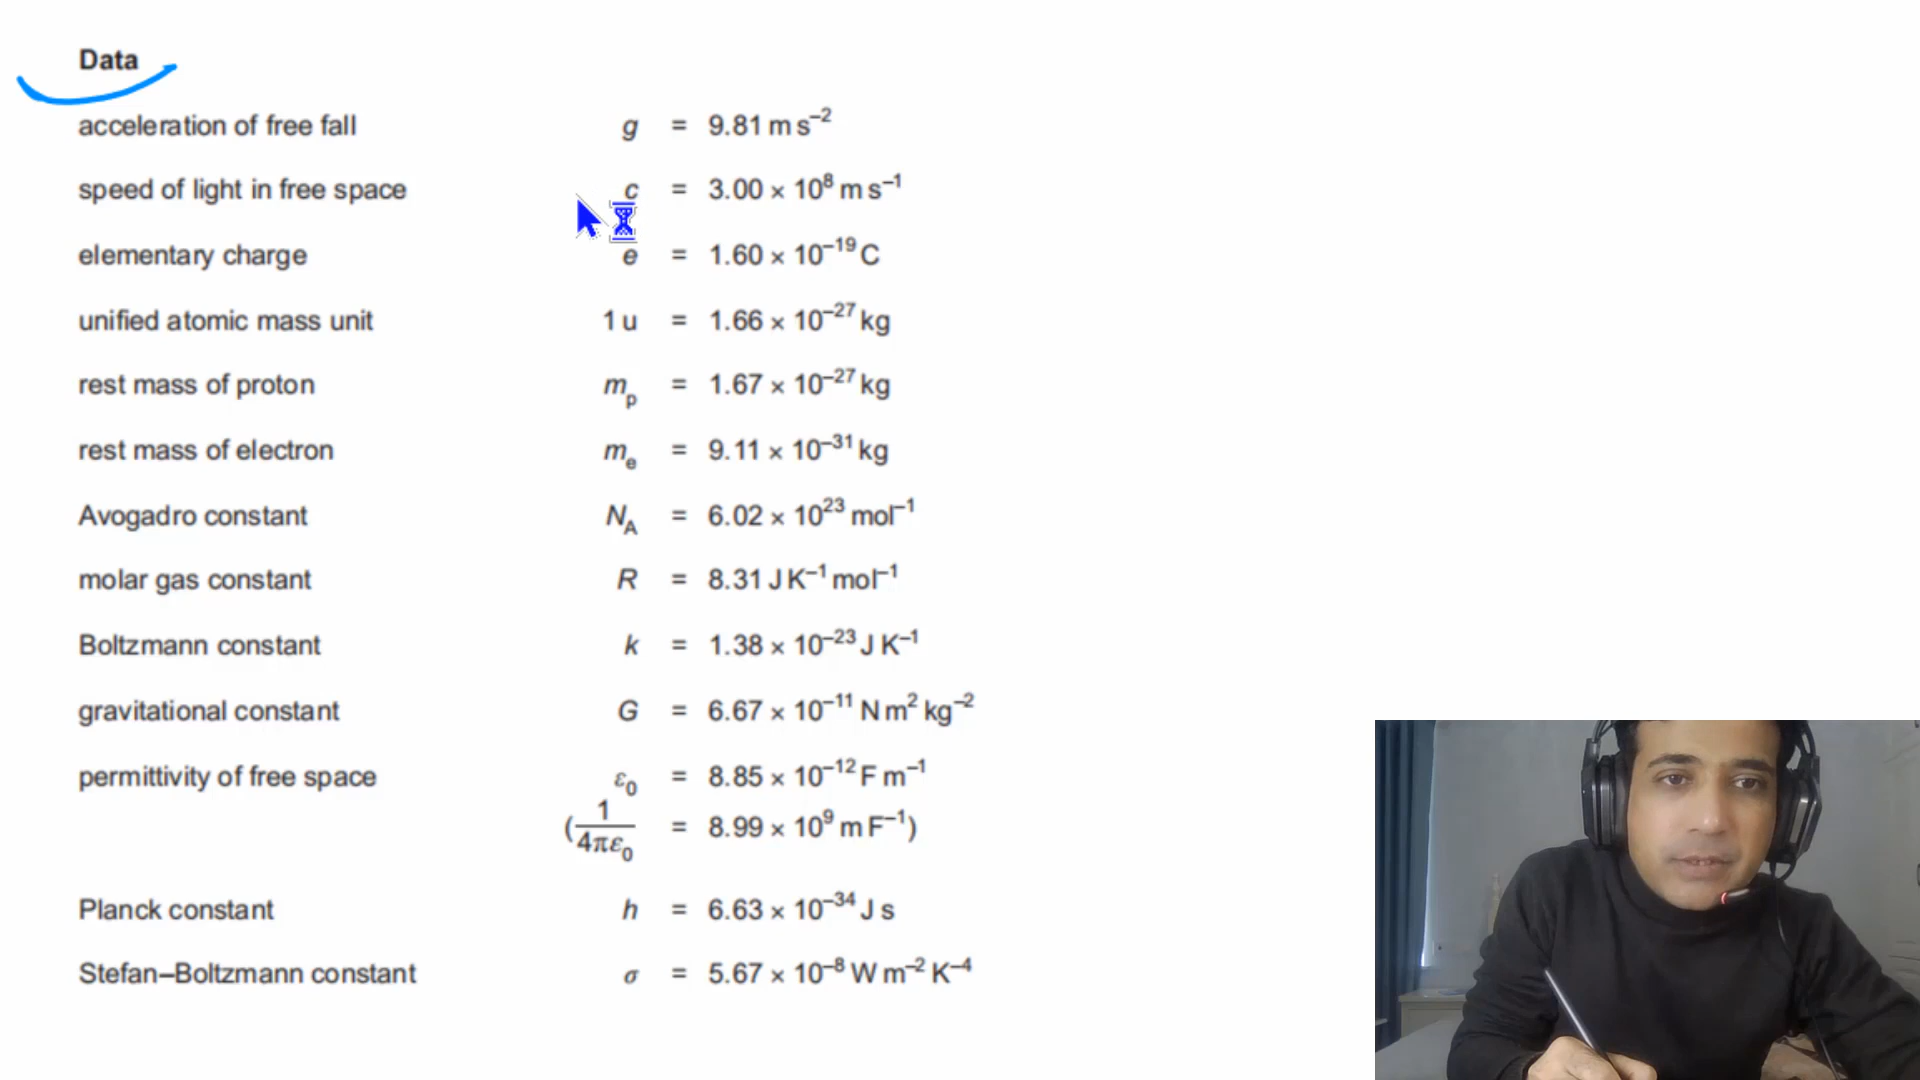 Data
acceleration of free fall g = 9.81 m s⁻²
speed of light in free space c = 3.00 × 10⁸ m s⁻¹
elementary charge e = 1.60 × 10⁻¹⁹ C
unified atomic mass unit 1 u = 1.66 × 10⁻²⁷ kg
rest mass of proton mₚ = 1.67 × 10⁻²⁷ kg
rest mass of electron mₑ = 9.11 × 10⁻³¹ kg
Avogadro constant N_A = 6.02 × 10²³ mol⁻¹
molar gas constant R = 8.31 J K⁻¹ mol⁻¹
Boltzmann constant k = 1.38 × 10⁻²³ J K⁻¹
gravitational constant G = 6.67 × 10⁻¹¹ N m² kg⁻²
permittivity of free space ε₀ = 8.85 × 10⁻¹² F m⁻¹
(1/4πε₀ = 8.99 × 10⁹ m F⁻¹)
Planck constant h = 6.63 × 10⁻³⁴ J s
Stefan–Boltzmann constant σ = 5.67 × 10⁻⁸ W m⁻² K⁻⁴